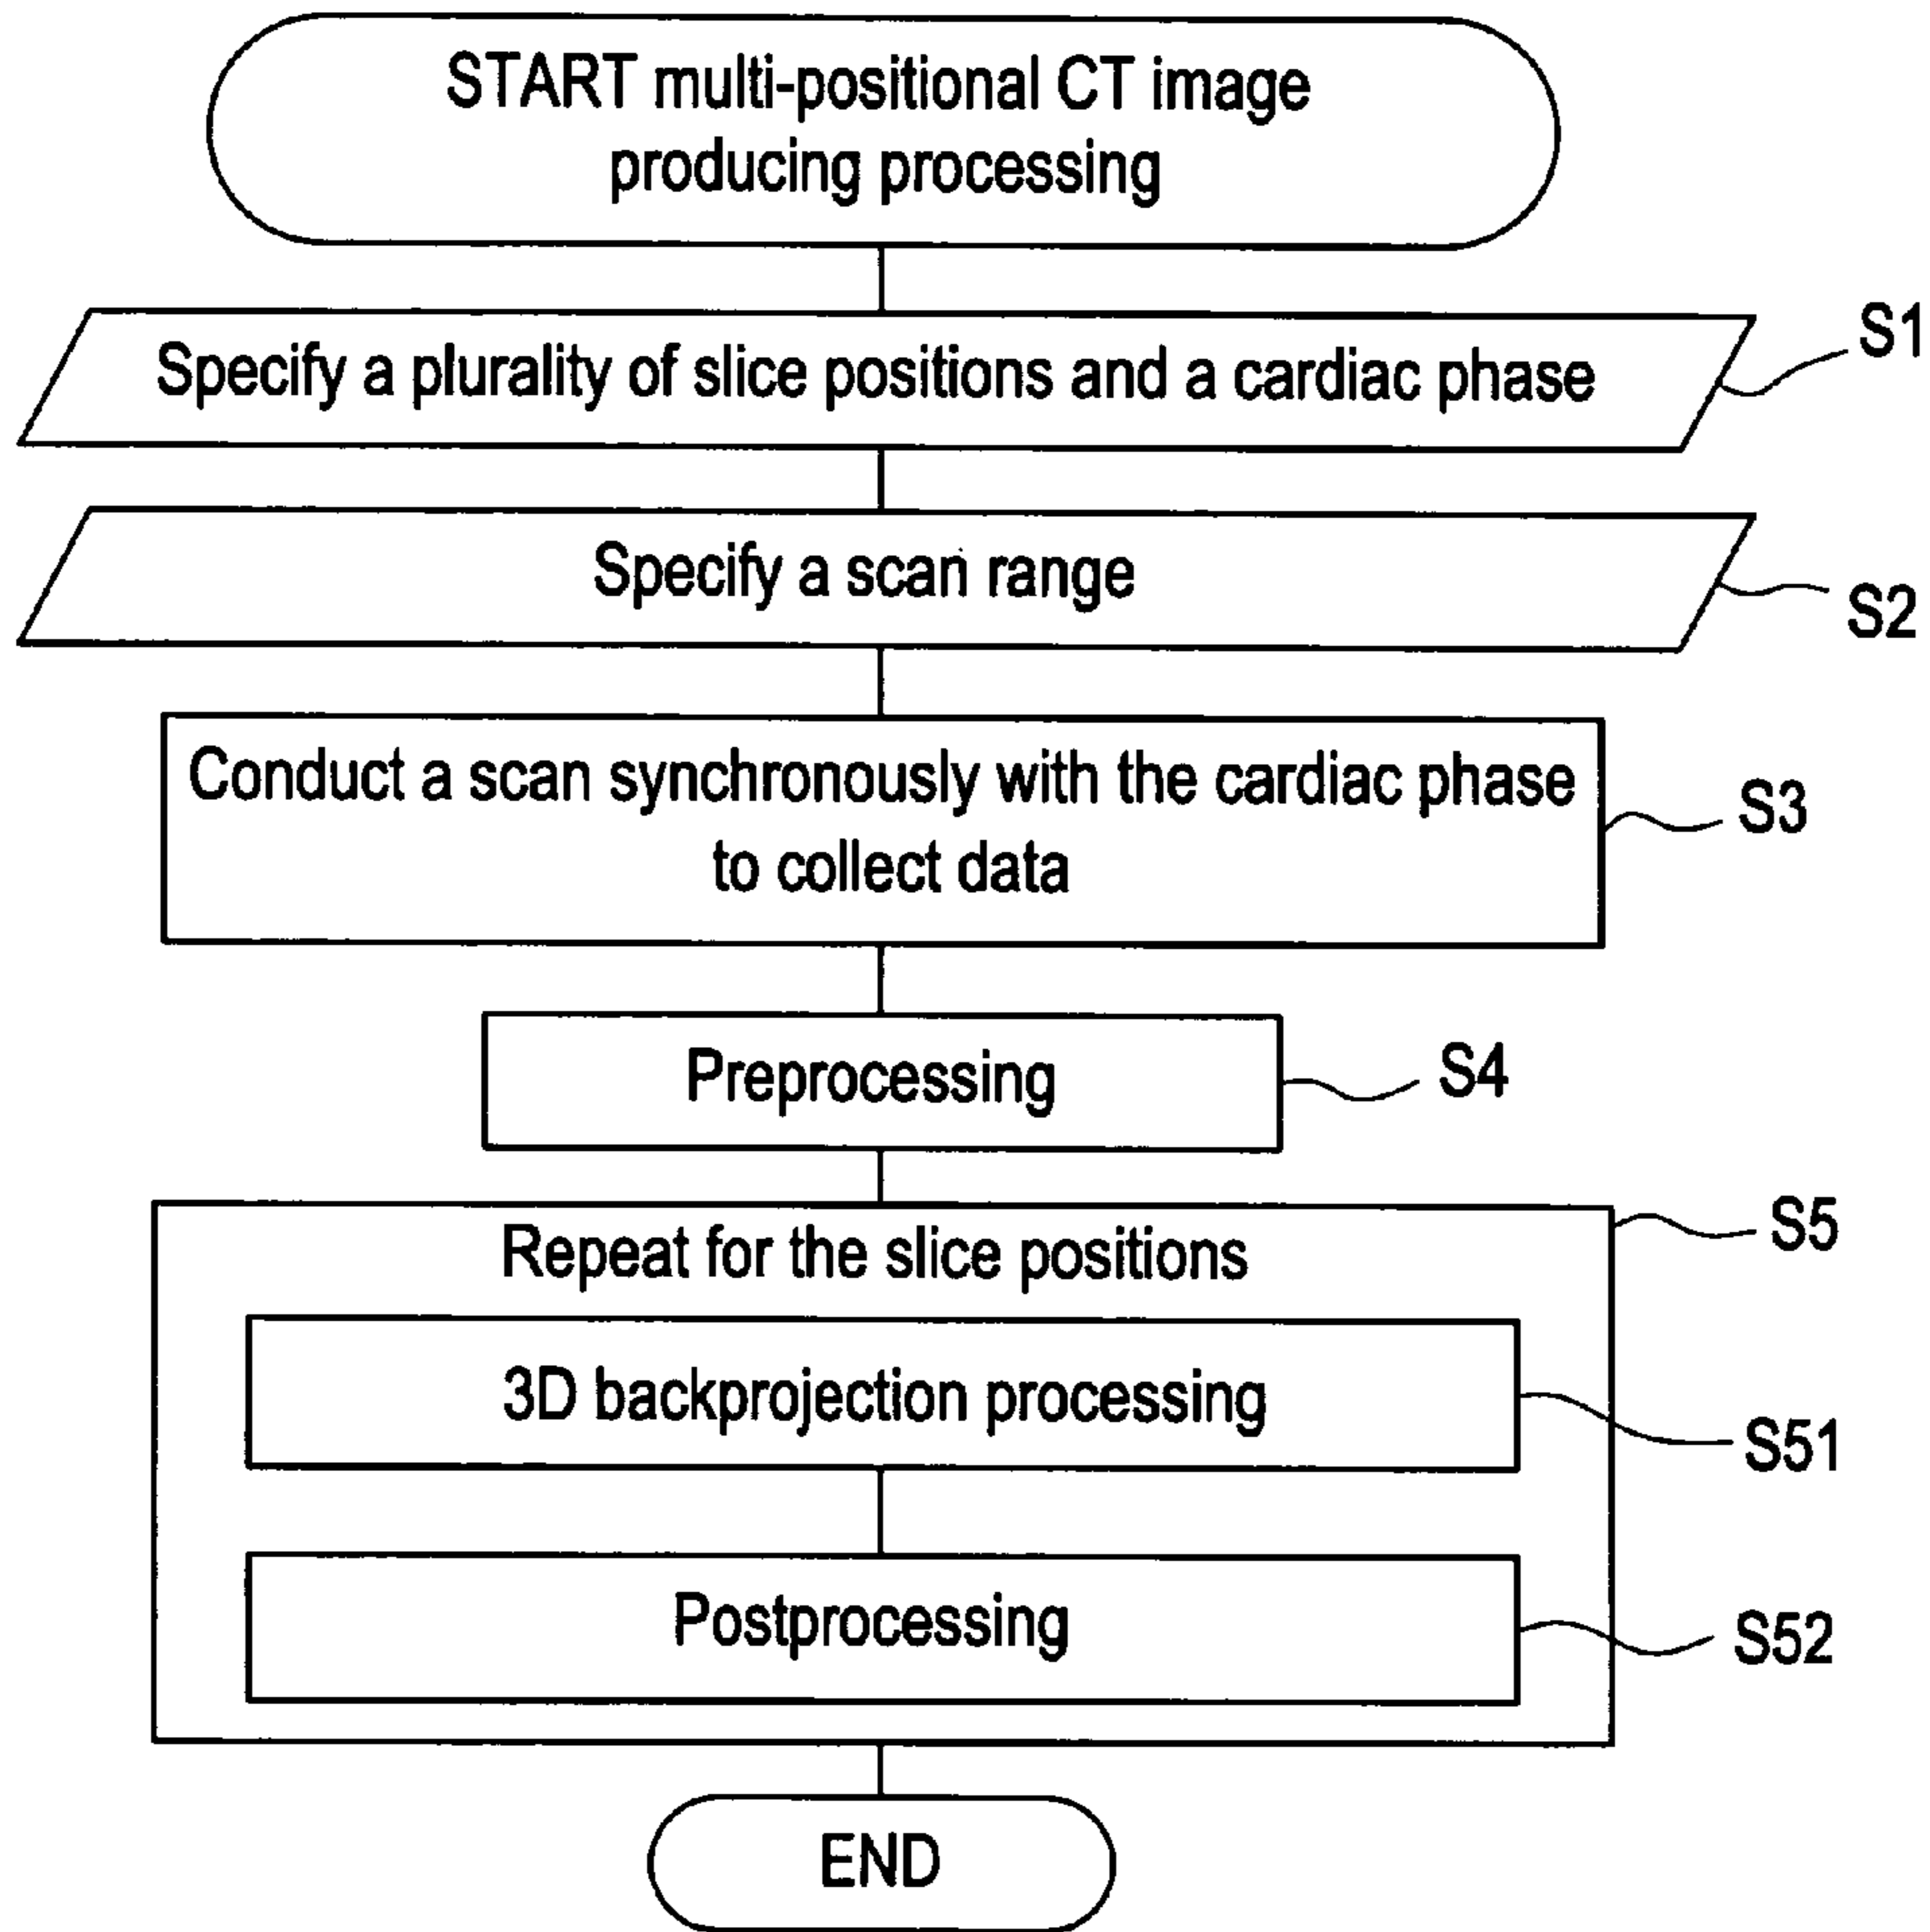 START multi-positional CT image
producing processing
Specify a plurality of slice positions and a cardiac phase
S1
Specify a scan range
S2
Conduct a scan synchronously with the cardiac phase
to collect data
S3
Preprocessing
S4
S5
Repeat for the slice positions
3D backprojection processing
S51
Postprocessing
S52
END